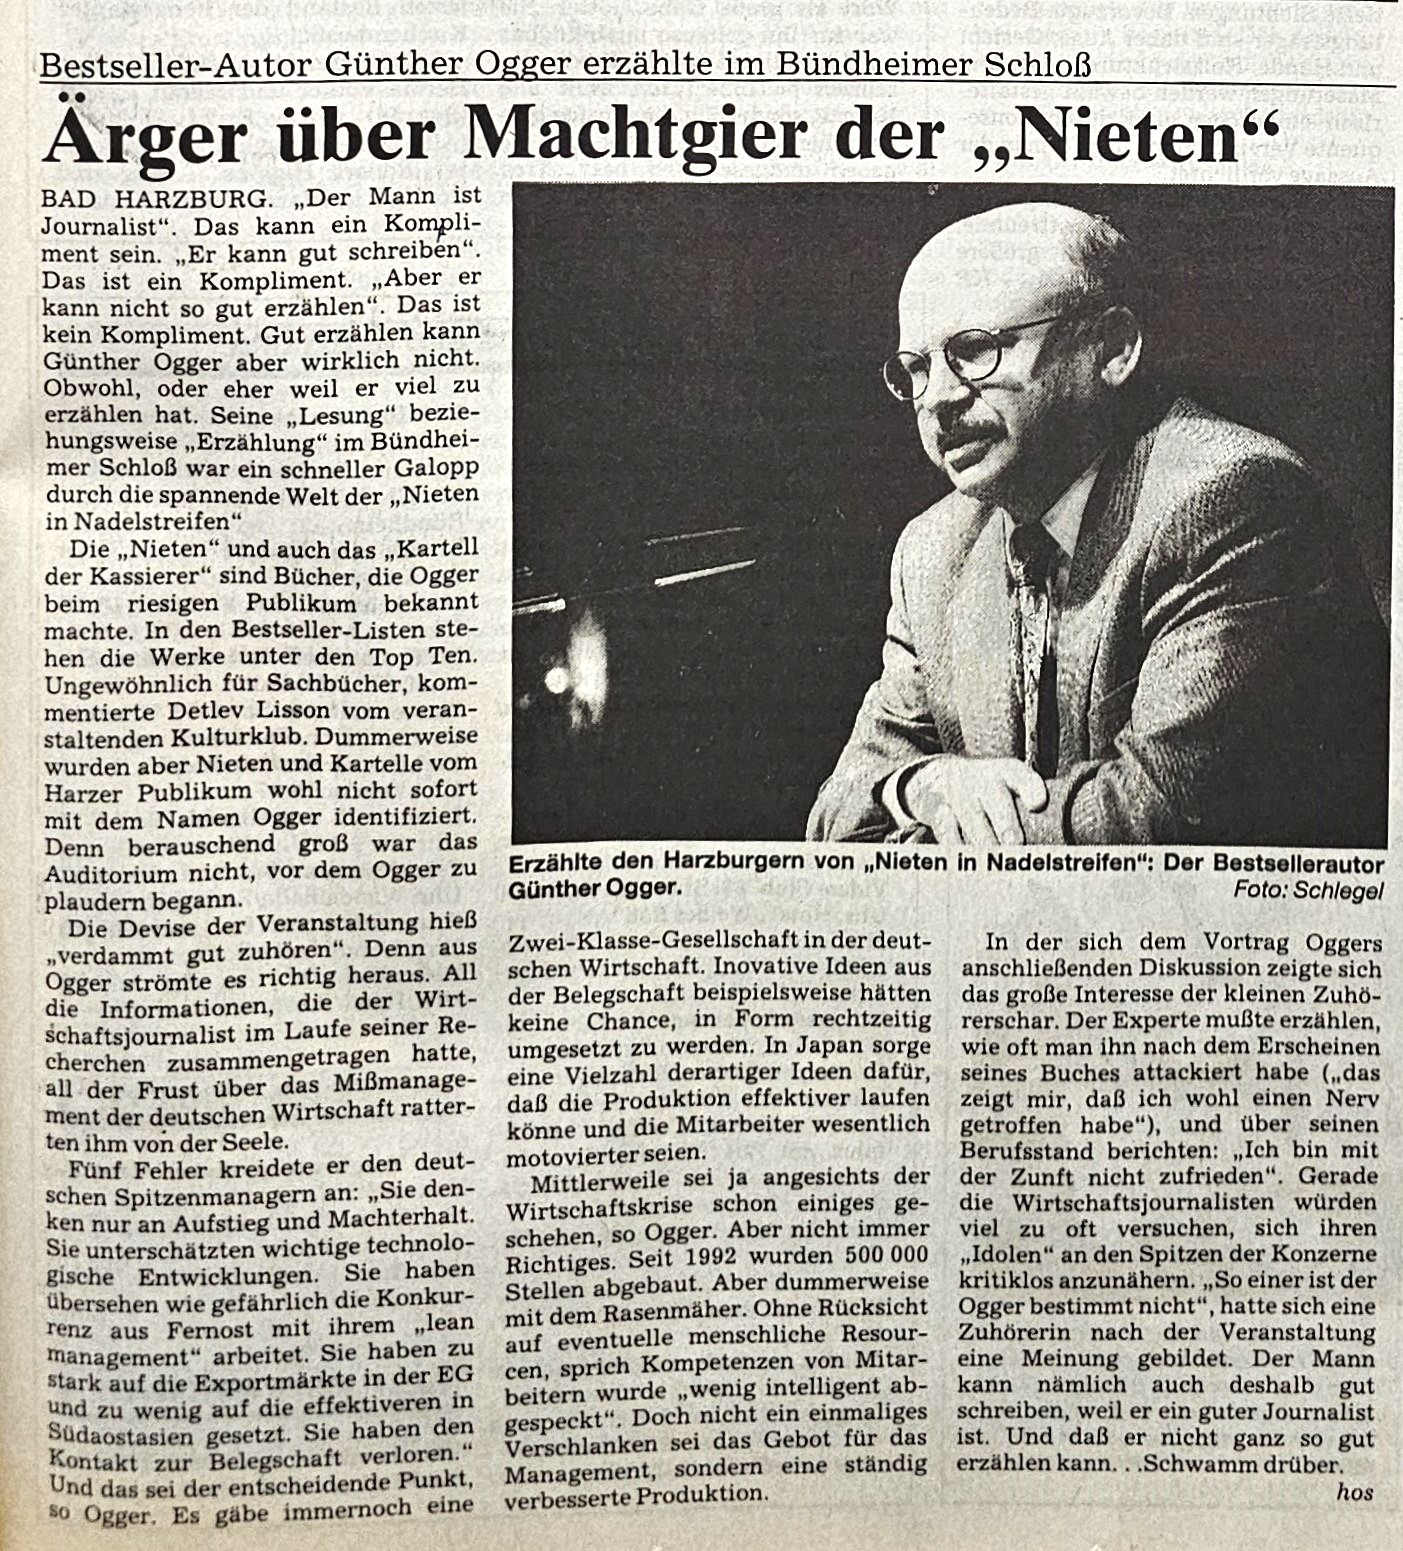 Bestseller-Autor Günther Ogger erzählte im Bündheimer Schloß
Ärger über Machtgier der „Nieten“
BAD HARZBURG. „Der Mann ist
Journalist“. Das kann ein Kompli-
ment sein. „Er kann gut schreiben“.
Das ist ein Kompliment. „Aber er
kann nicht so gut erzählen“. Das ist
kein Kompliment. Gut erzählen kann
Günther Ogger aber wirklich nicht.
Obwohl, oder eher weil er viel zu
erzählen hat. Seine „Lesung“ bezie-
hungsweise „Erzählung“ im Bündhei-
mer Schloß war ein schneller Galopp
durch die spannende Welt der „Nieten
in Nadelstreifen“
Die „Nieten“ und auch das „Kartell
der Kassierer“ sind Bücher, die Ogger
beim riesigen Publikum bekannt
machte. In den Bestseller-Listen ste-
hen die Werke unter den Top Ten.
Ungewöhnlich für Sachbücher, kom-
mentierte Detlev Lisson vom veran-
staltenden Kulturklub. Dummerweise
wurden aber Nieten und Kartelle vom
Harzer Publikum wohl nicht sofort
mit dem Namen Ogger identifiziert.
Denn berauschend groß war das
Auditorium nicht, vor dem Ogger zu
plaudern begann.
Die Devise der Veranstaltung hieß
„verdammt gut zuhören“. Denn aus
Ogger strömte es richtig heraus. All
die Informationen, die der Wirt-
schaftsjournalist im Laufe seiner Re-
cherchen zusammengetragen hatte,
all der Frust über das Mißmanage-
ment der deutschen Wirtschaft ratter-
ten ihm von der Seele.
Fünf Fehler kreidete er den deut-
schen Spitzenmanagern an: „Sie den-
ken nur an Aufstieg und Machterhalt.
Sie unterschätzten wichtige technolo-
gische Entwicklungen. Sie haben
übersehen wie gefährlich die Konkur-
renz aus Fernost mit ihrem „lean
management“ arbeitet. Sie haben zu
stark auf die Exportmärkte in der EG
und zu wenig auf die effektiveren in
Südaostasien gesetzt. Sie haben den
Kontakt zur Belegschaft verloren.“
Und das sei der entscheidende Punkt,
so Ogger. Es gäbe immernoch eine
Erzählte den Harzburgern von „Nieten in Nadelstreifen“: Der Bestsellerautor
Günther Ogger. Foto: Schlegel
Zwei-Klasse-Gesellschaft in der deut-
schen Wirtschaft. Inovative Ideen aus
der Belegschaft beispielsweise hätten
keine Chance, in Form rechtzeitig
umgesetzt zu werden. In Japan sorge
eine Vielzahl derartiger Ideen dafür,
daß die Produktion effektiver laufen
könne und die Mitarbeiter wesentlich
motovierter seien.
Mittlerweile sei ja angesichts der
Wirtschaftskrise schon einiges ge-
schehen, so Ogger. Aber nicht immer
Richtiges. Seit 1992 wurden 500 000
Stellen abgebaut. Aber dummerweise
mit dem Rasenmäher. Ohne Rücksicht
auf eventuelle menschliche Resour-
cen, sprich Kompetenzen von Mitar-
beitern wurde „wenig intelligent ab-
gespeckt“. Doch nicht ein einmaliges
Verschlanken sei das Gebot für das
Management, sondern eine ständig
verbesserte Produktion.
In der sich dem Vortrag Oggers
anschließenden Diskussion zeigte sich
das große Interesse der kleinen Zuhö-
rerschar. Der Experte mußte erzählen,
wie oft man ihn nach dem Erscheinen
seines Buches attackiert habe („das
zeigt mir, daß ich wohl einen Nerv
getroffen habe“), und über seinen
Berufsstand berichten: „Ich bin mit
der Zunft nicht zufrieden“. Gerade
die Wirtschaftsjournalisten würden
viel zu oft versuchen, sich ihren
„Idolen“ an den Spitzen der Konzerne
kritiklos anzunähern. „So einer ist der
Ogger bestimmt nicht“, hatte sich eine
Zuhörerin nach der Veranstaltung
eine Meinung gebildet. Der Mann
kann nämlich auch deshalb gut
schreiben, weil er ein guter Journalist
ist. Und daß er nicht ganz so gut
erzählen kann. . .Schwamm drüber.
hos